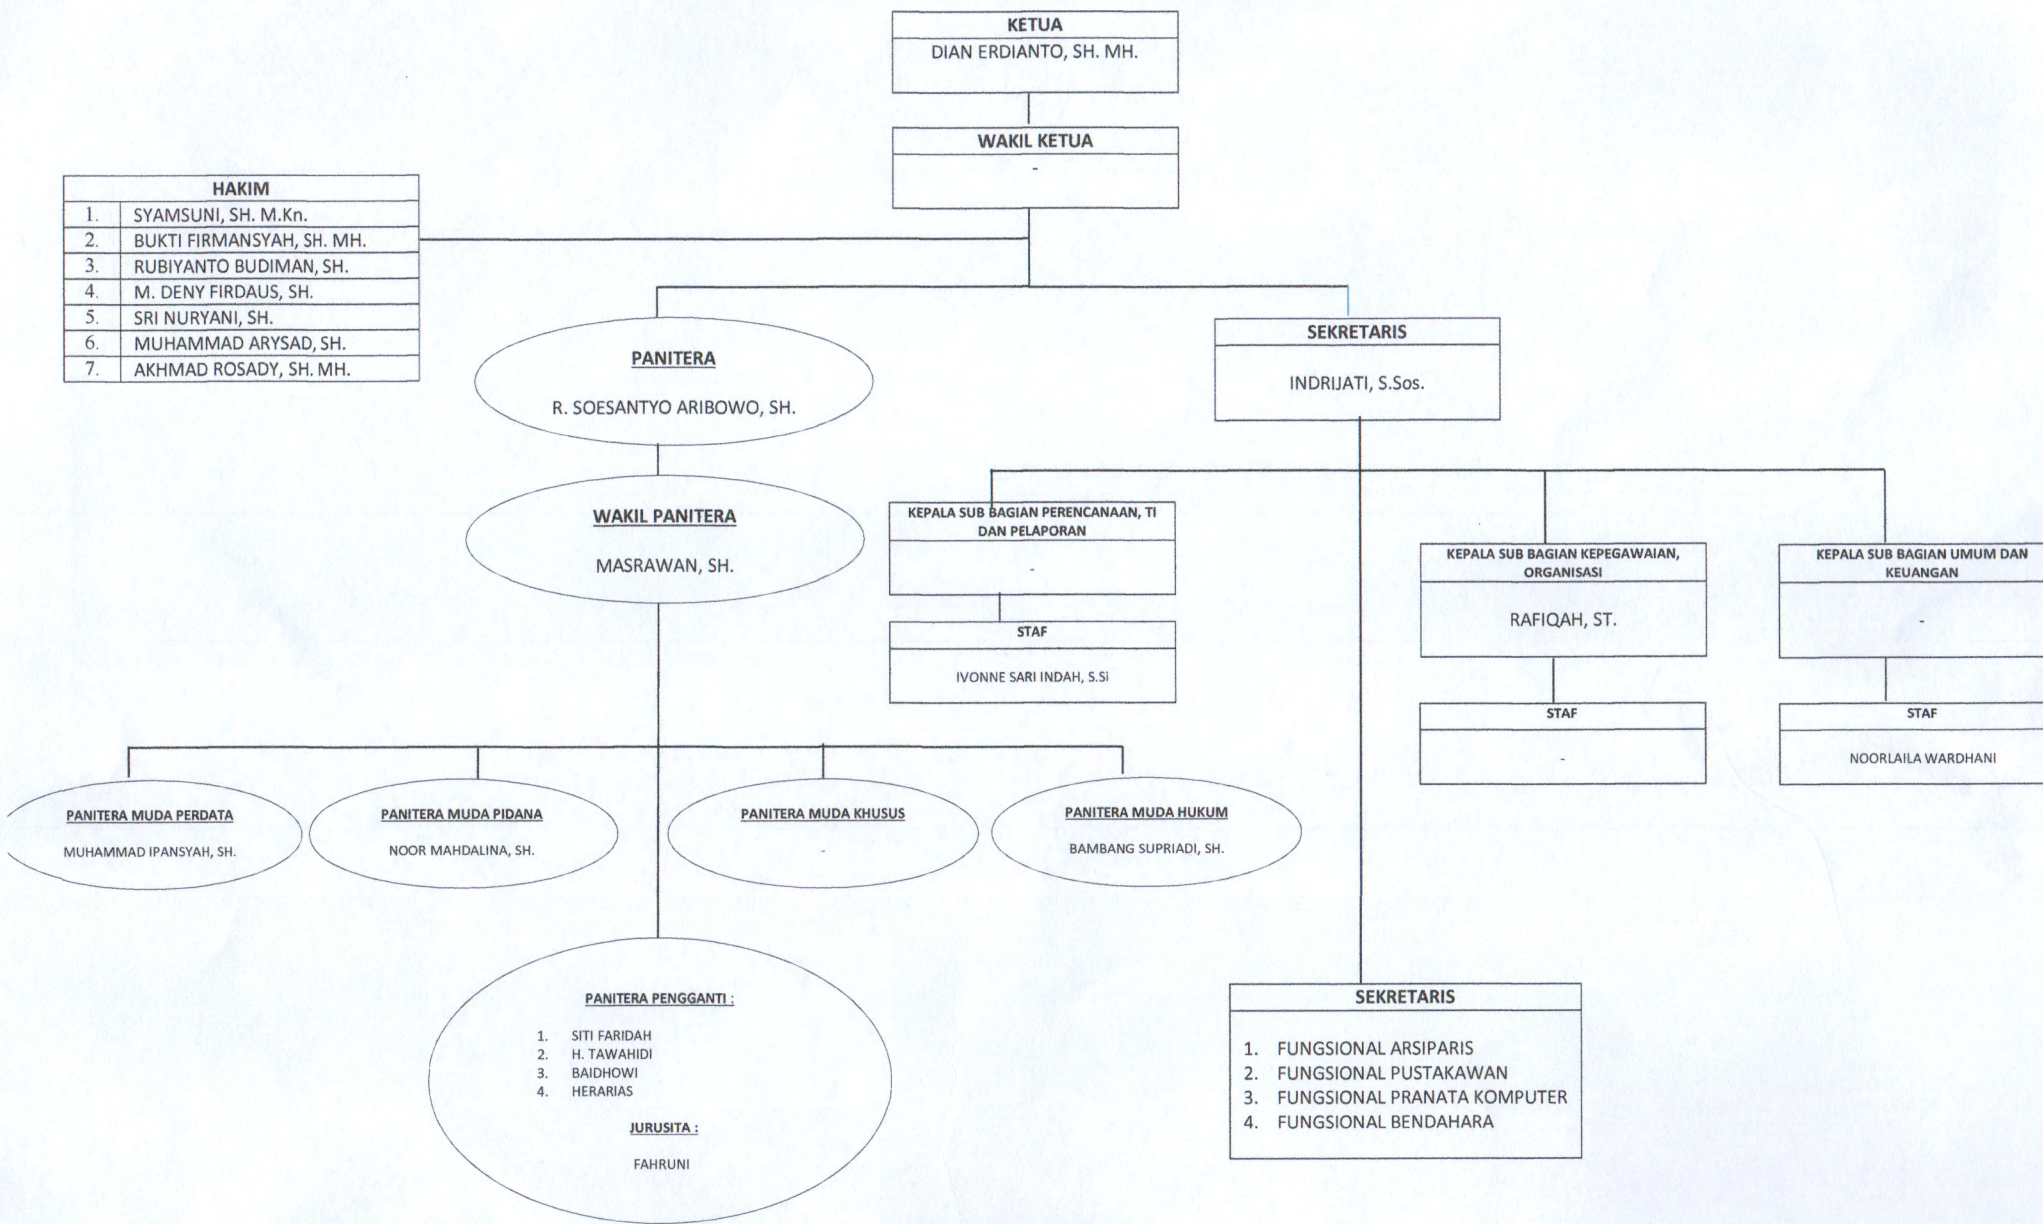 KETUA
DIAN ERDIANTO, SH. MH.
WAKIL KETUA
-
HAKIM
1. SYAMSUNI, SH. M.Kn.
2. BUKTI FIRMANSYAH, SH. MH.
3. RUBIYANTO BUDIMAN, SH.
4. M. DENY FIRDAUS, SH.
5. SRI NURYANI, SH.
6. MUHAMMAD ARYSAD, SH.
7. AKHMAD ROSADY, SH. MH.
PANITERA
R. SOESANTYO ARIBOWO, SH.
SEKRETARIS
INDRIJATI, S.Sos.
WAKIL PANITERA
MASRAWAN, SH.
KEPALA SUB BAGIAN PERENCANAAN, TI
DAN PELAPORAN
-
STAF
IVONNE SARI INDAH, S.Si
KEPALA SUB BAGIAN KEPEGAWAIAN,
ORGANISASI
RAFIQAH, ST.
STAF
-
KEPALA SUB BAGIAN UMUM DAN
KEUANGAN
-
STAF
NOORLAILA WARDHANI
PANITERA MUDA PERDATA
MUHAMMAD IPANSYAH, SH.
PANITERA MUDA PIDANA
NOOR MAHDALINA, SH.
PANITERA MUDA KHUSUS
-
PANITERA MUDA HUKUM
BAMBANG SUPRIADI, SH.
PANITERA PENGGANTI :
1. SITI FARIDAH
2. H. TAWAHIDI
3. BAIDHOWI
4. HERARIAS
JURUSITA :
FAHRUNI
SEKRETARIS
1. FUNGSIONAL ARSIPARIS
2. FUNGSIONAL PUSTAKAWAN
3. FUNGSIONAL PRANATA KOMPUTER
4. FUNGSIONAL BENDAHARA